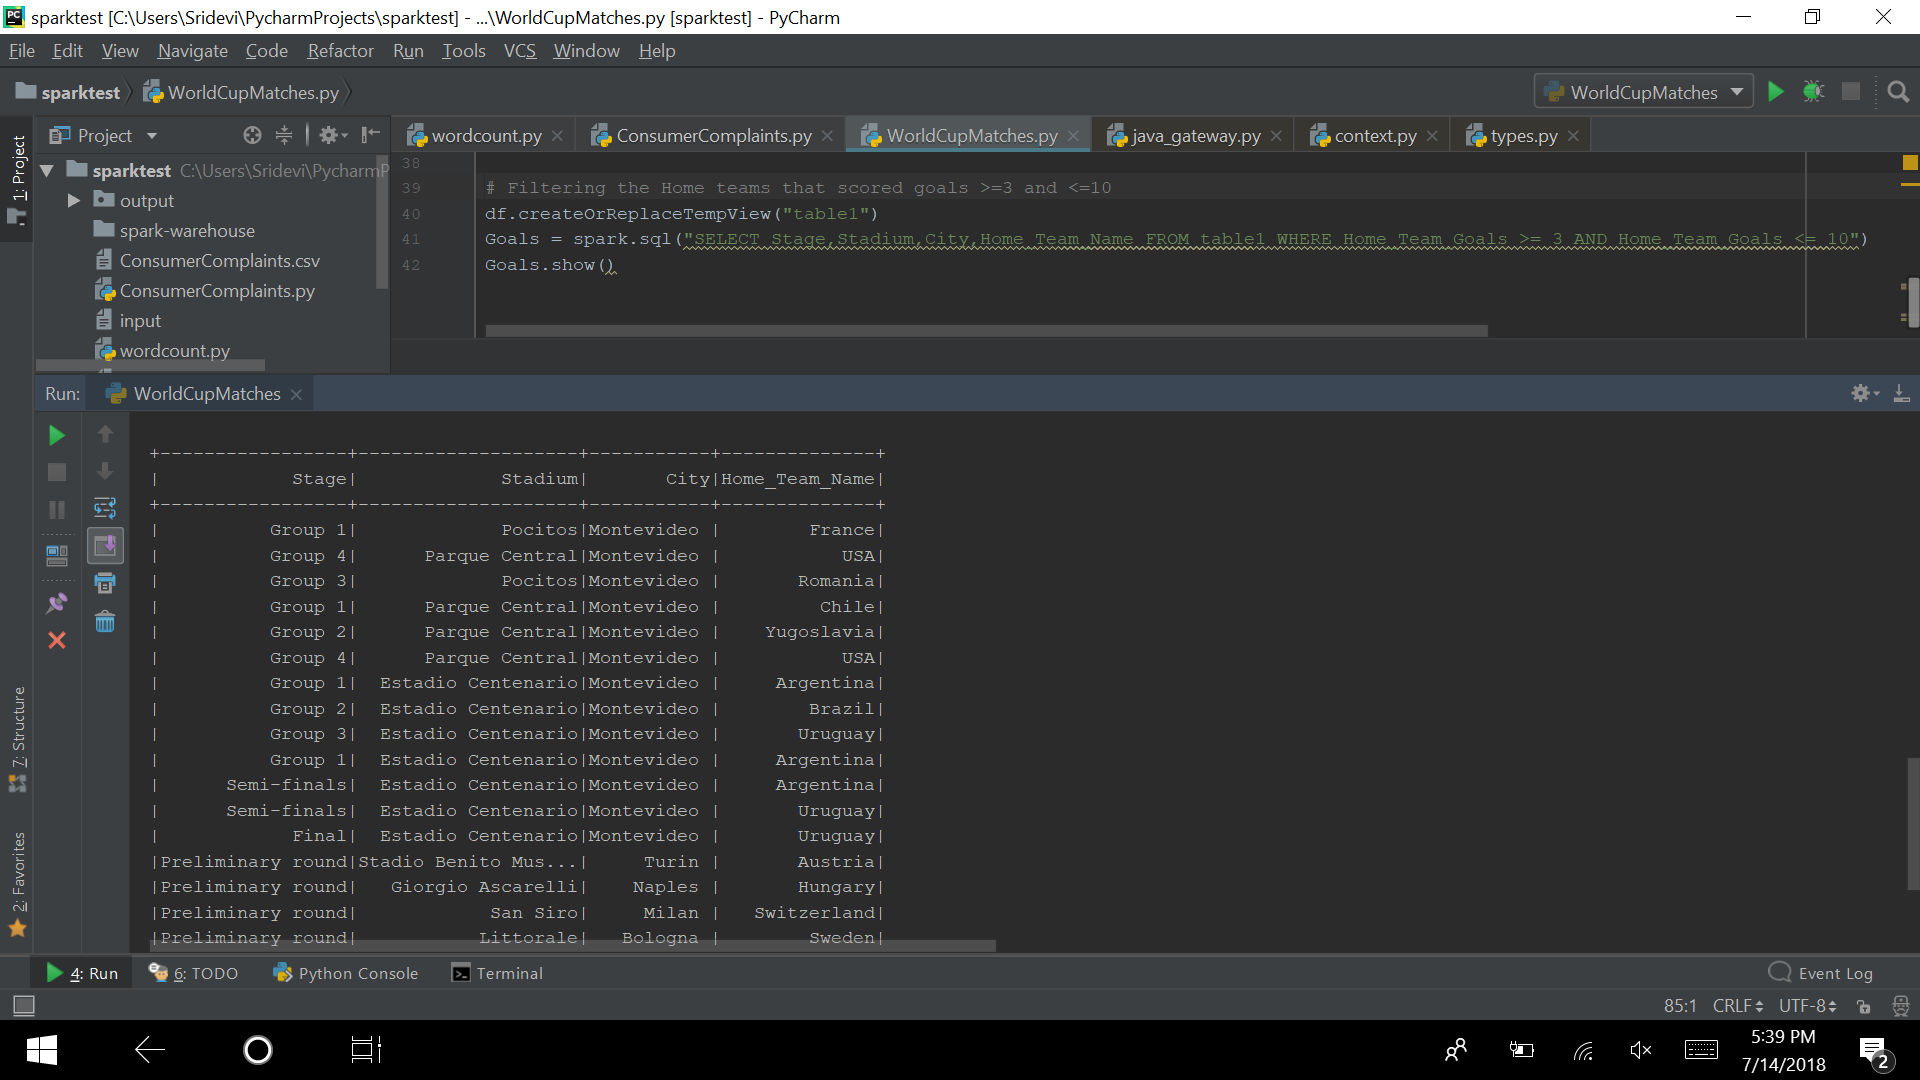 sparktest [C:\Users\Sridevi\PycharmProjects\sparktest] - ...\WorldCupMatches.py [sparktest] - PyCharm
File Edit View Navigate Code Refactor Run Tools VCS Window Help
sparktest WorldCupMatches.py WorldCupMatches
1: Project
Project
wordcount.py ConsumerComplaints.py WorldCupMatches.py java_gateway.py context.py types.py
sparktest C:\Users\Sridevi\PycharmP
output
spark-warehouse
ConsumerComplaints.csv
ConsumerComplaints.py
input
wordcount.py
38
39 # Filtering the Home teams that scored goals >=3 and <=10
40 df.createOrReplaceTempView("table1")
41 Goals = spark.sql("SELECT Stage,Stadium,City,Home_Team_Name FROM table1 WHERE Home_Team_Goals >= 3 AND Home_Team_Goals <= 10")
42 Goals.show()
Run: WorldCupMatches
+-----------------+--------------------+-----------+--------------+
|            Stage|             Stadium|       City|Home_Team_Name|
+-----------------+--------------------+-----------+--------------+
|          Group 1|             Pocitos|Montevideo |        France|
|          Group 4|      Parque Central|Montevideo |           USA|
|          Group 3|             Pocitos|Montevideo |       Romania|
|          Group 1|      Parque Central|Montevideo |         Chile|
|          Group 2|      Parque Central|Montevideo |    Yugoslavia|
|          Group 4|      Parque Central|Montevideo |           USA|
|          Group 1|  Estadio Centenario|Montevideo |     Argentina|
|          Group 2|  Estadio Centenario|Montevideo |        Brazil|
|          Group 3|  Estadio Centenario|Montevideo |       Uruguay|
|          Group 1|  Estadio Centenario|Montevideo |     Argentina|
|      Semi-finals|  Estadio Centenario|Montevideo |     Argentina|
|      Semi-finals|  Estadio Centenario|Montevideo |       Uruguay|
|            Final|  Estadio Centenario|Montevideo |       Uruguay|
|Preliminary round|Stadio Benito Mus...|     Turin |       Austria|
|Preliminary round|   Giorgio Ascarelli|    Naples |       Hungary|
|Preliminary round|            San Siro|     Milan |   Switzerland|
|Preliminary round|           Littorale|   Bologna |        Sweden|
7: Structure
2: Favorites
4: Run 6: TODO Python Console Terminal Event Log
85:1 CRLF UTF-8
5:39 PM
7/14/2018
2